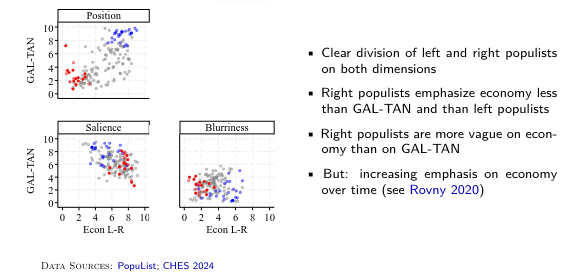 Position
10
8
6
4
2
0
GAL-TAN
Salience
Blurriness
10
8
6
4
2
0
GAL-TAN
0 2 4 6 8 10
0 2 4 6 8 10
Econ L-R
Econ L-R
▪ Clear division of left and right populists
on both dimensions
▪ Right populists emphasize economy less
than GAL-TAN and than left populists
▪ Right populists are more vague on econ-
omy than on GAL-TAN
▪ But: increasing emphasis on economy
over time (see Rovny 2020)
DATA SOURCES: PopuList; CHES 2024